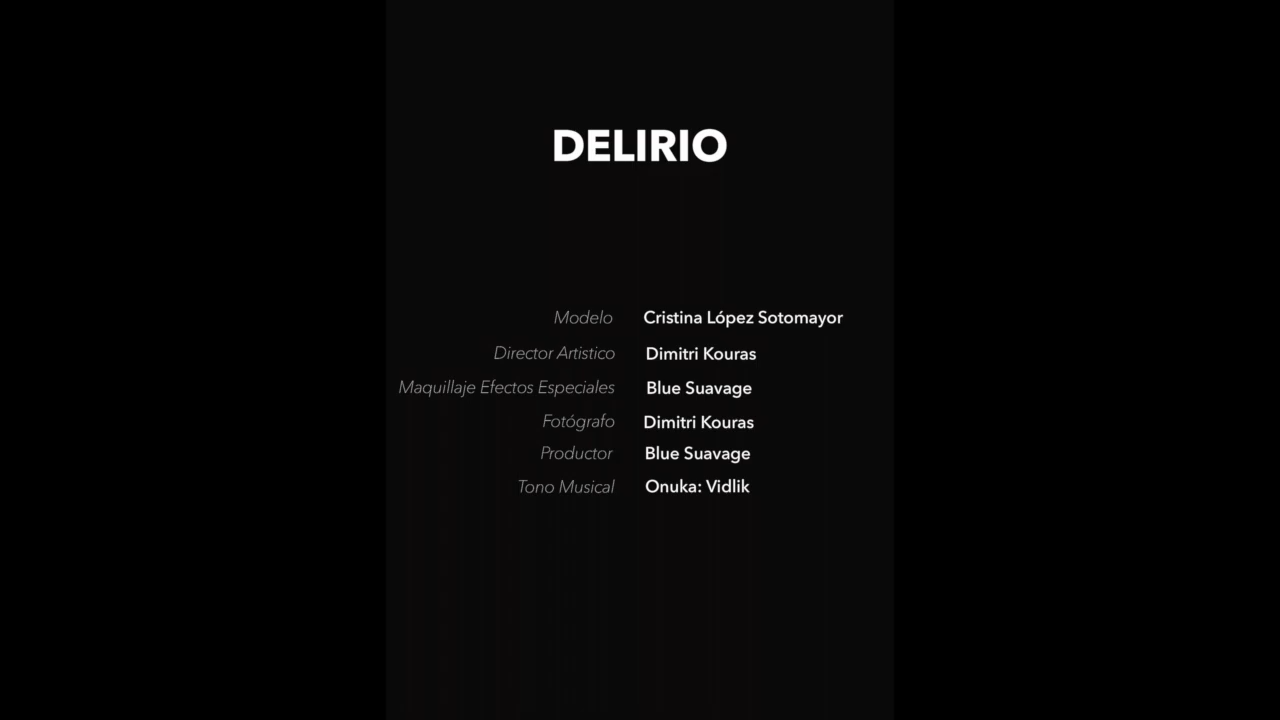 DELIRIO
Modelo Cristina López Sotomayor
Director Artistico Dimitri Kouras
Maquillaje Efectos Especiales Blue Suavage
Fotógrafo Dimitri Kouras
Productor Blue Suavage
Tono Musical Onuka: Vidlik